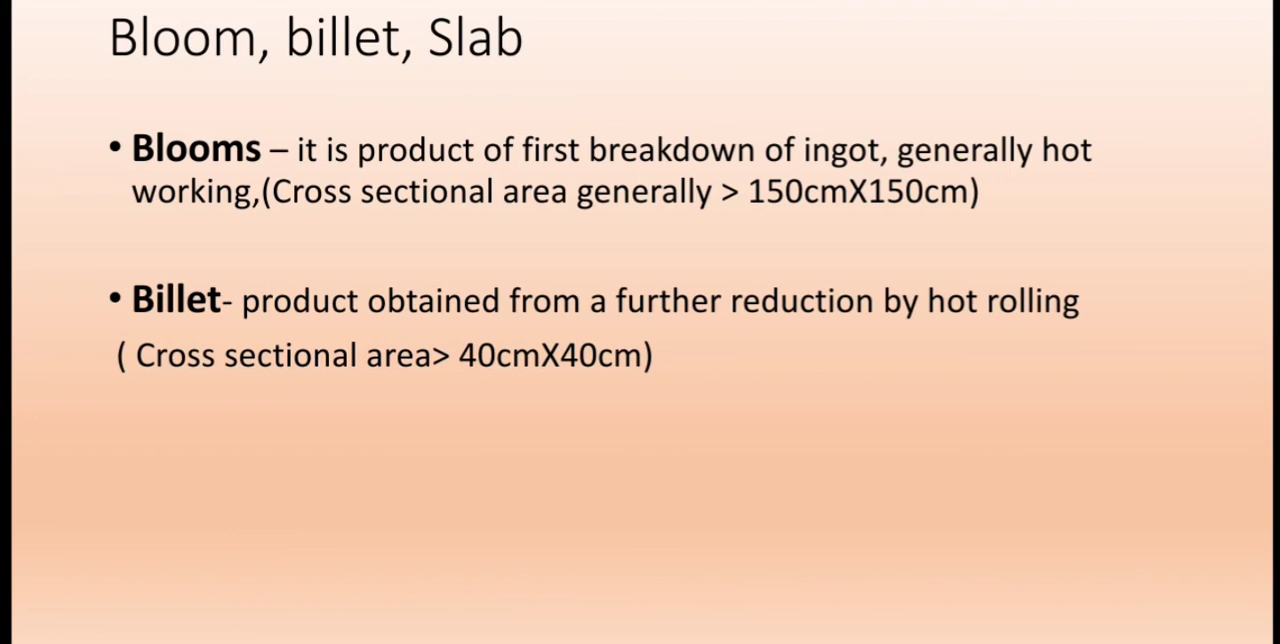 Bloom, billet, Slab
• Blooms – it is product of first breakdown of ingot, generally hot
working,(Cross sectional area generally > 150cmX150cm)
• Billet- product obtained from a further reduction by hot rolling
( Cross sectional area> 40cmX40cm)